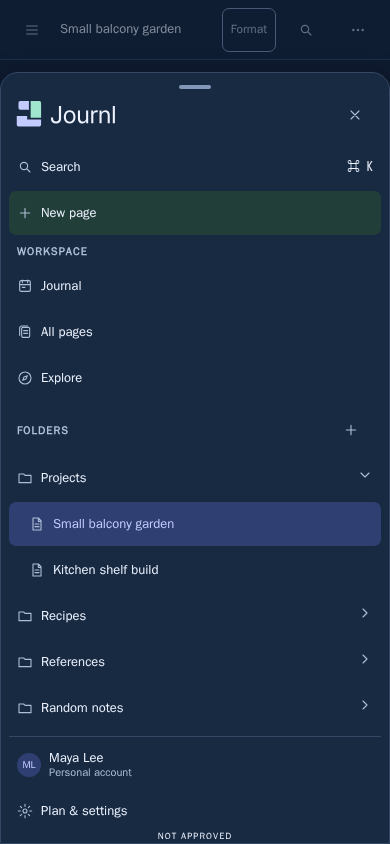 Small balcony garden
Format
Journl
Search ⌘ K
New page
WORKSPACE
Journal
All pages
Explore
FOLDERS
Projects
Small balcony garden
Kitchen shelf build
Recipes
References
Random notes
ML
Maya Lee
Personal account
Plan & settings
NOT APPROVED